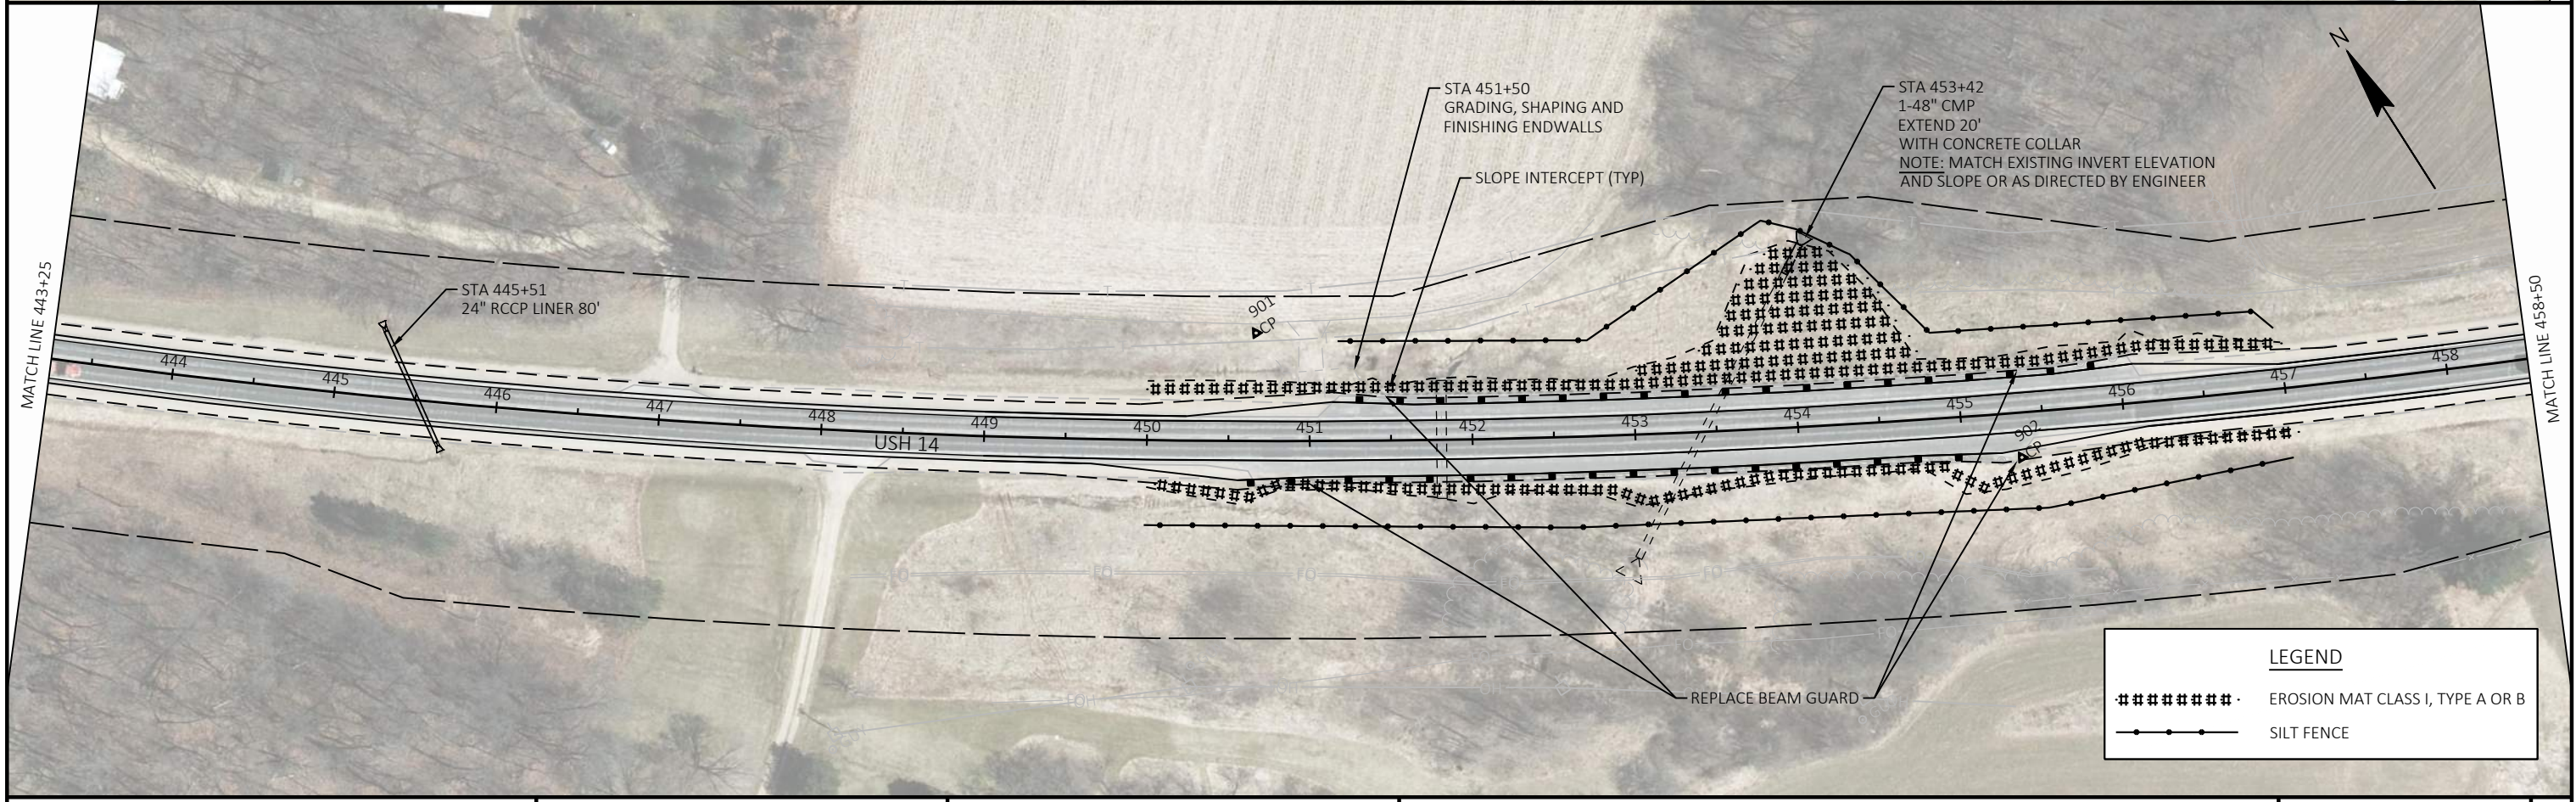 N
STA 451+50
GRADING, SHAPING AND
FINISHING ENDWALLS
SLOPE INTERCEPT (TYP)
STA 453+42
1-48" CMP
EXTEND 20'
WITH CONCRETE COLLAR
NOTE: MATCH EXISTING INVERT ELEVATION
AND SLOPE OR AS DIRECTED BY ENGINEER
MATCH LINE 443+25
STA 445+51
24" RCCP LINER 80'
901
CP
MATCH LINE 458+50
444
445
446
447
448
449
450
451
452
453
454
455
456
457
458
USH 14
902
CP
FO
FO
FO
FO
REPLACE BEAM GUARD
LEGEND
EROSION MAT CLASS I, TYPE A OR B
SILT FENCE